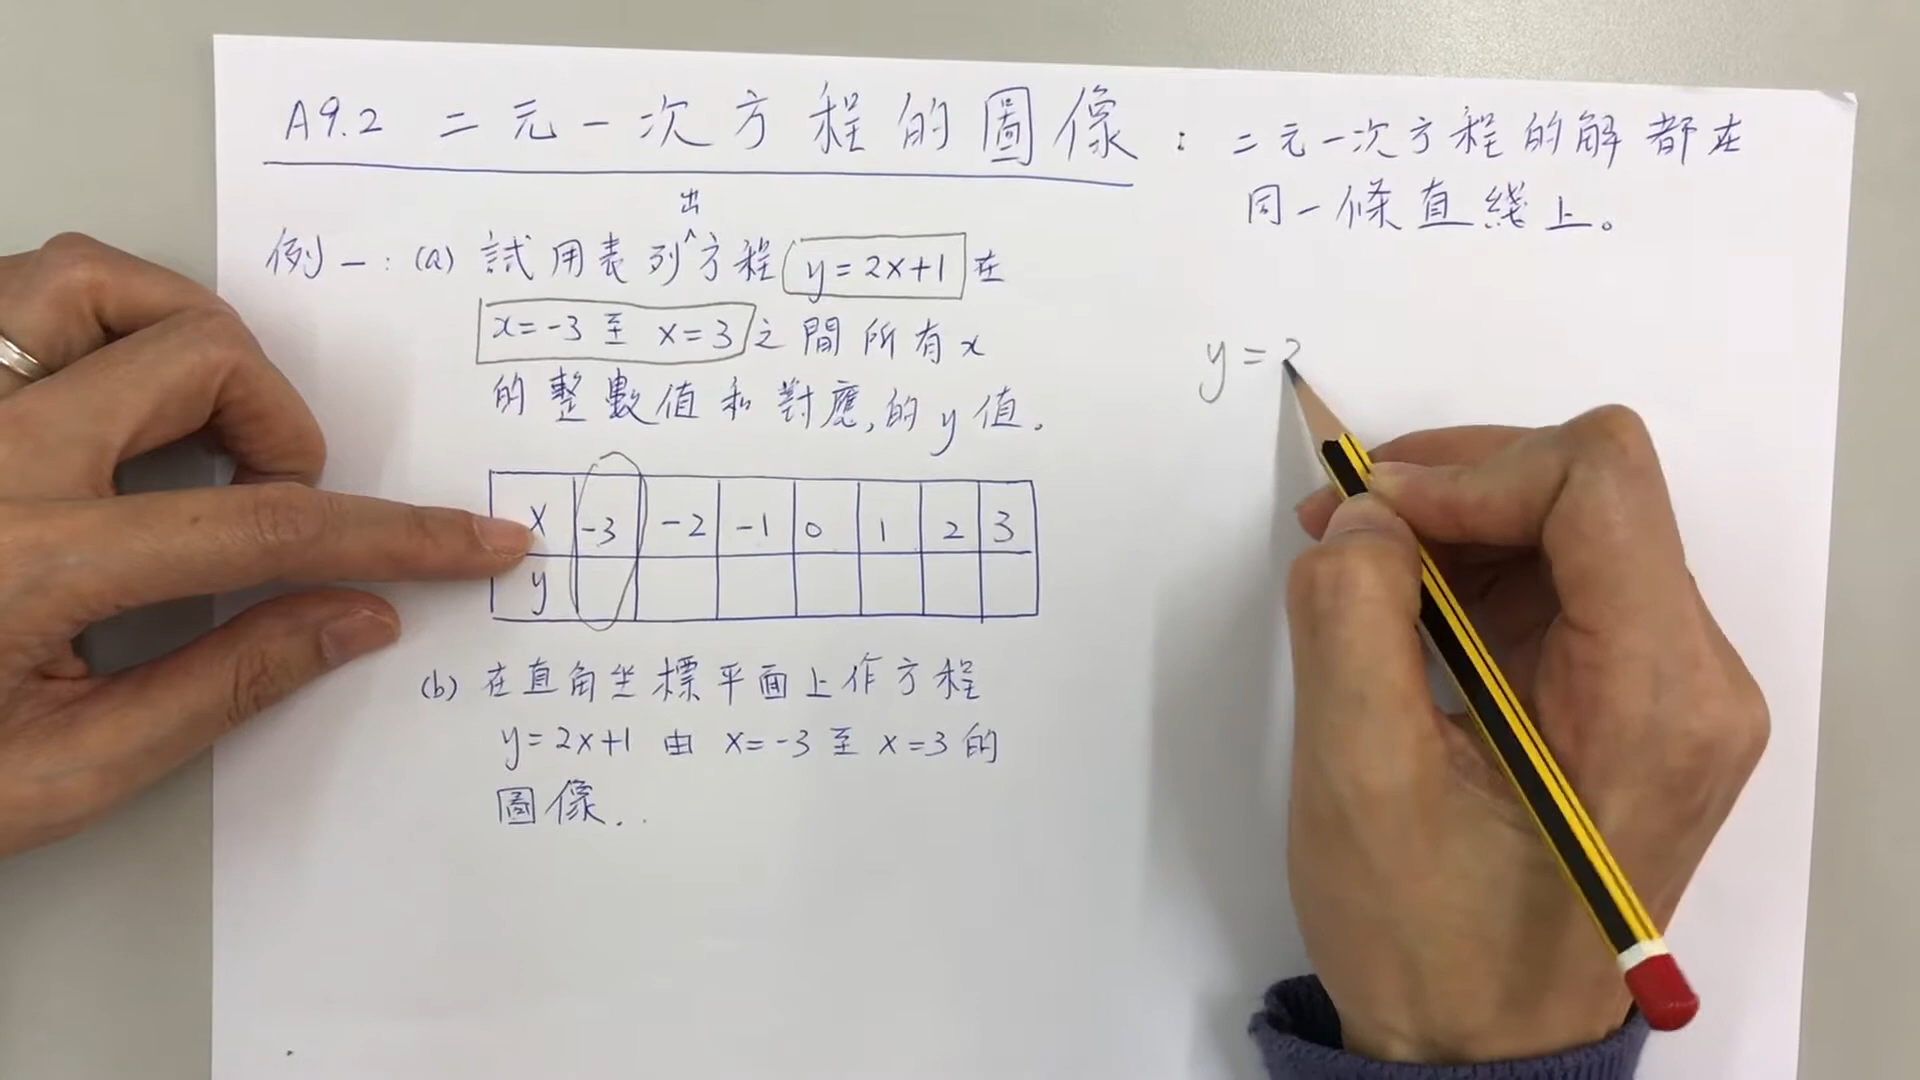 A9.2 二元一次方程的圖像：二元一次方程的解都在
同一條直綫上。
例一：(a) 試用表列出方程 y=2x+1 在
x=-3 至 x=3 之間所有x
的整數值和對應的y值.
x -3 -2 -1 0 1 2 3
y
(b) 在直角坐標平面上作方程
y=2x+1 由 x=-3 至 x=3 的
圖像.
y=2